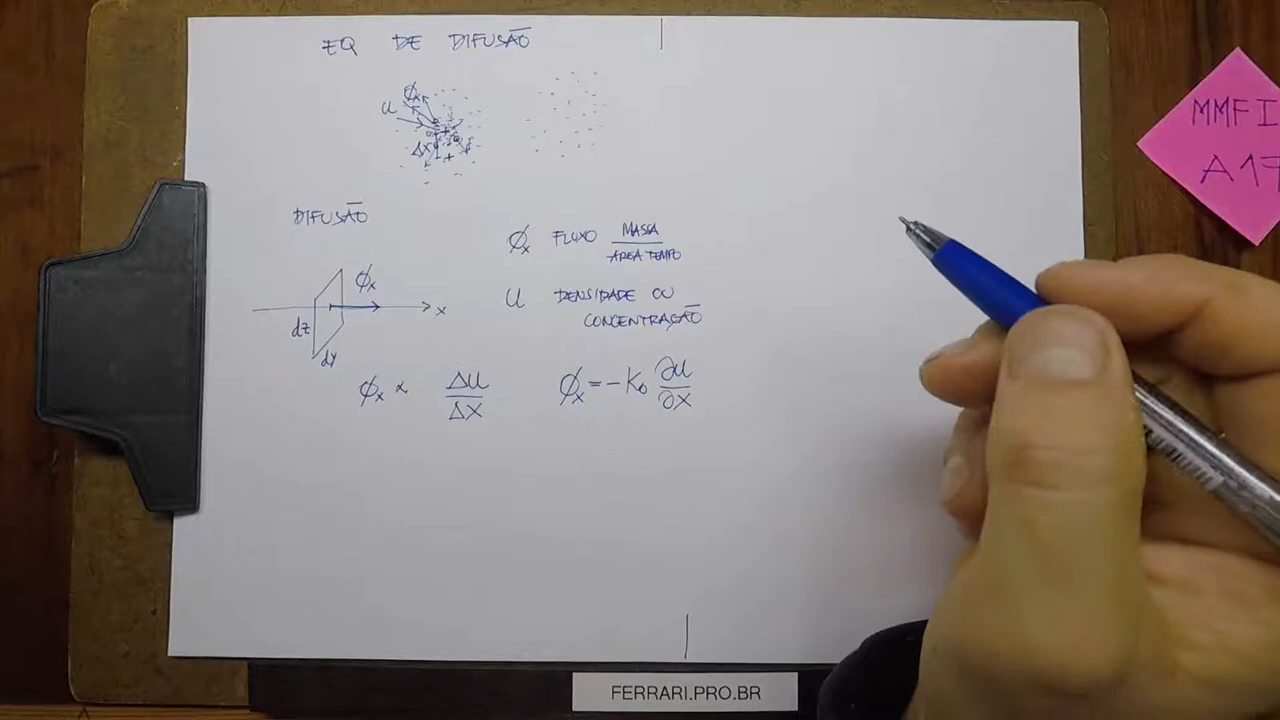 EQ DE DIFUSÃO
ϕx
u
Δx
DIFUSÃO
ϕx FLUXO MASSA / ÁREA TEMPO
ϕx
x
dz
dy
u DENSIDADE OU
CONCENTRAÇÃO
ϕx ∝ Δu / Δx
ϕx = - K0 ∂u / ∂x
MMFI
A17
FERRARI.PRO.BR